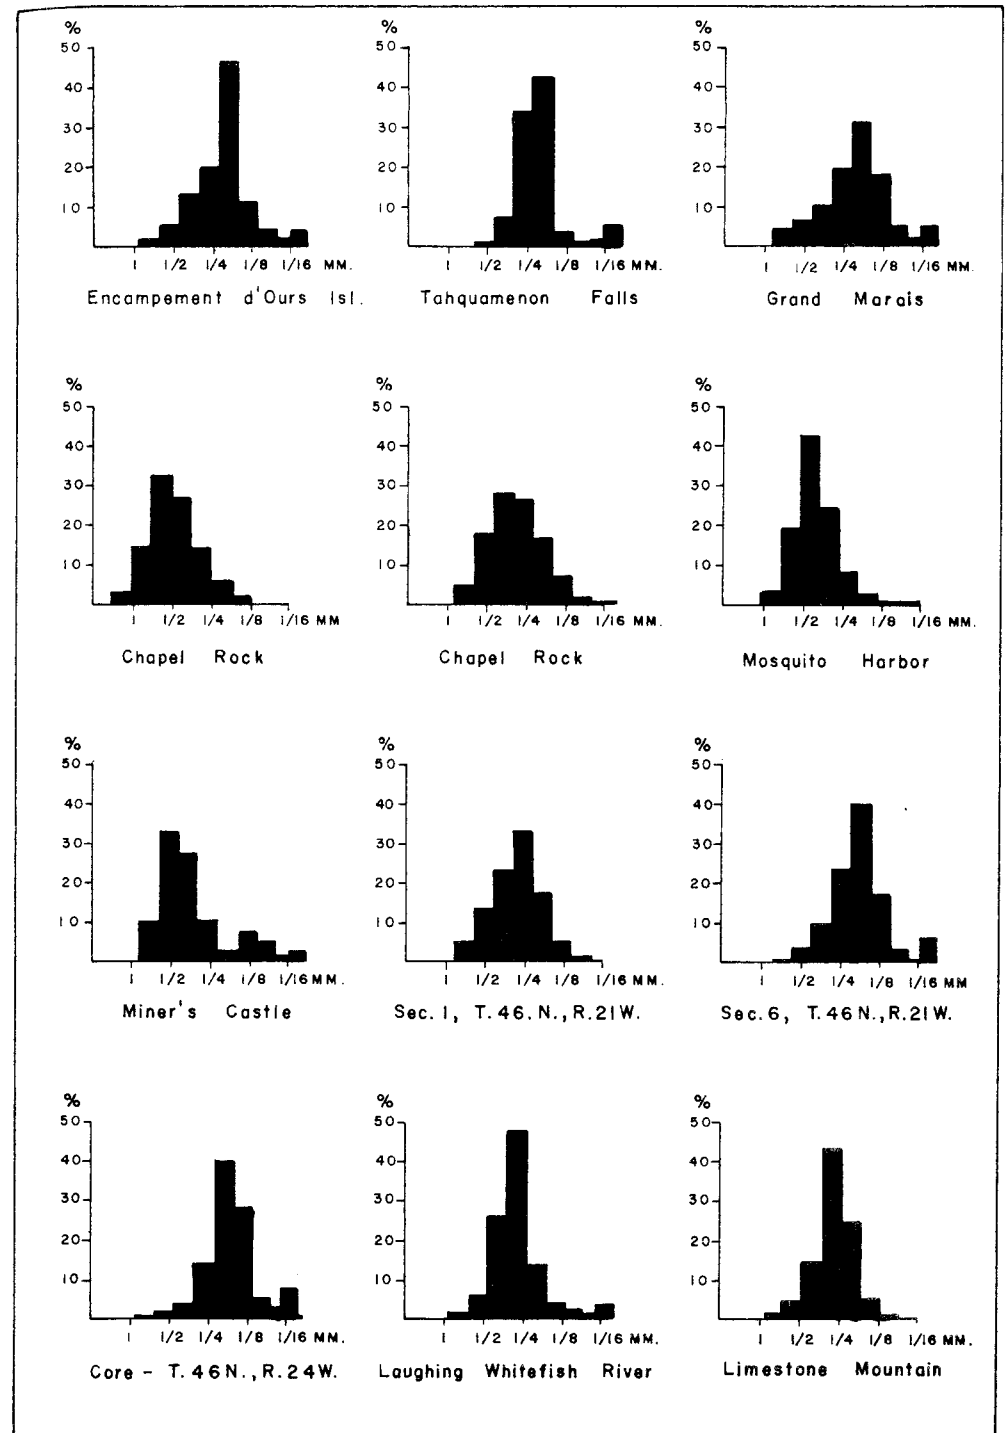 % % %
50 50 50
40 40 40
30 30 30
20 20 20
10 10 10
1 1/2 1/4 1/8 1/16 MM. 1 1/2 1/4 1/8 1/16 MM. 1 1/2 1/4 1/8 1/16 MM.
Encampement d'Ours Isl. Tahquamenon Falls Grand Marais
% % %
50 50 50
40 40 40
30 30 30
20 20 20
10 10 10
1 1/2 1/4 1/8 1/16 MM 1 1/2 1/4 1/8 1/16 MM. 1 1/2 1/4 1/8 1/16 MM.
Chapel Rock Chapel Rock Mosquito Harbor
% % %
50 50 50
40 40 40
30 30 30
20 20 20
10 10 10
1 1/2 1/4 1/8 1/16 MM. 1 1/2 1/4 1/8 1/16 MM. 1 1/2 1/4 1/8 1/16 MM
Miner's Castle Sec. 1, T. 46. N., R. 21W. Sec. 6, T. 46 N., R. 21 W.
% % %
50 50 50
40 40 40
30 30 30
20 20 20
10 10 10
1 1/2 1/4 1/8 1/16 MM. 1 1/2 1/4 1/8 1/16 MM. 1 1/2 1/4 1/8 1/16 MM.
Core - T. 46 N., R. 24 W. Laughing Whitefish River Limestone Mountain